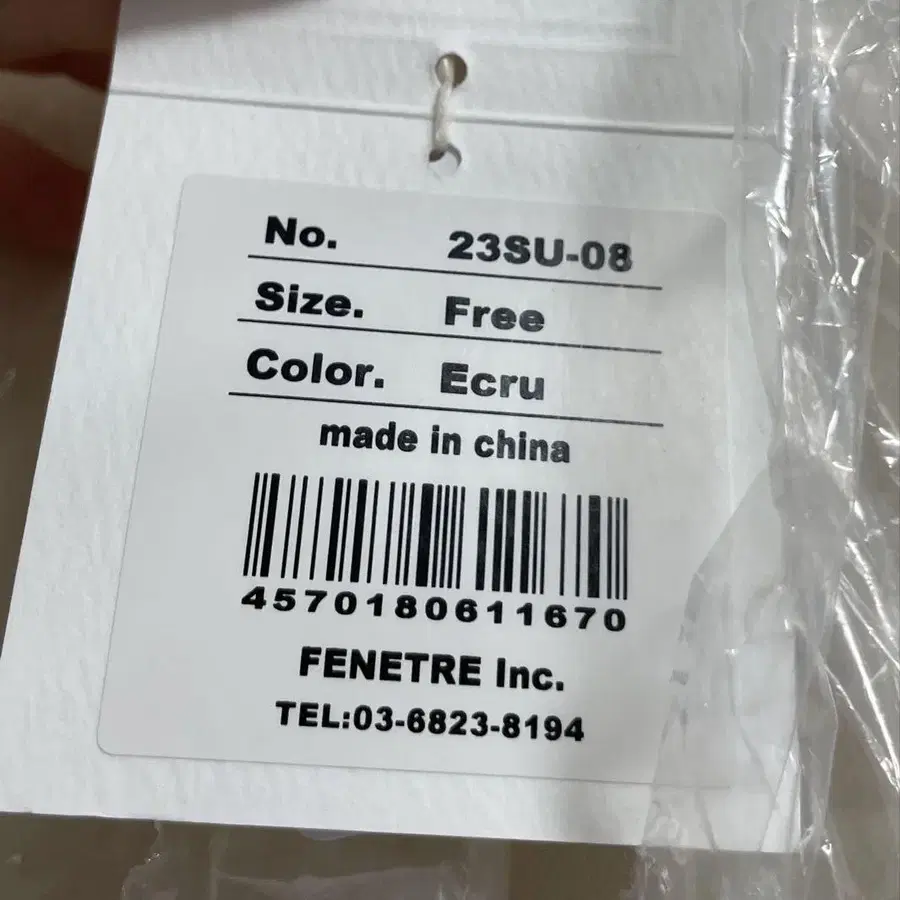 No. 23SU-08
Size. Free
Color. Ecru
made in china
4570180611670
FENETRE Inc.
TEL:03-6823-8194